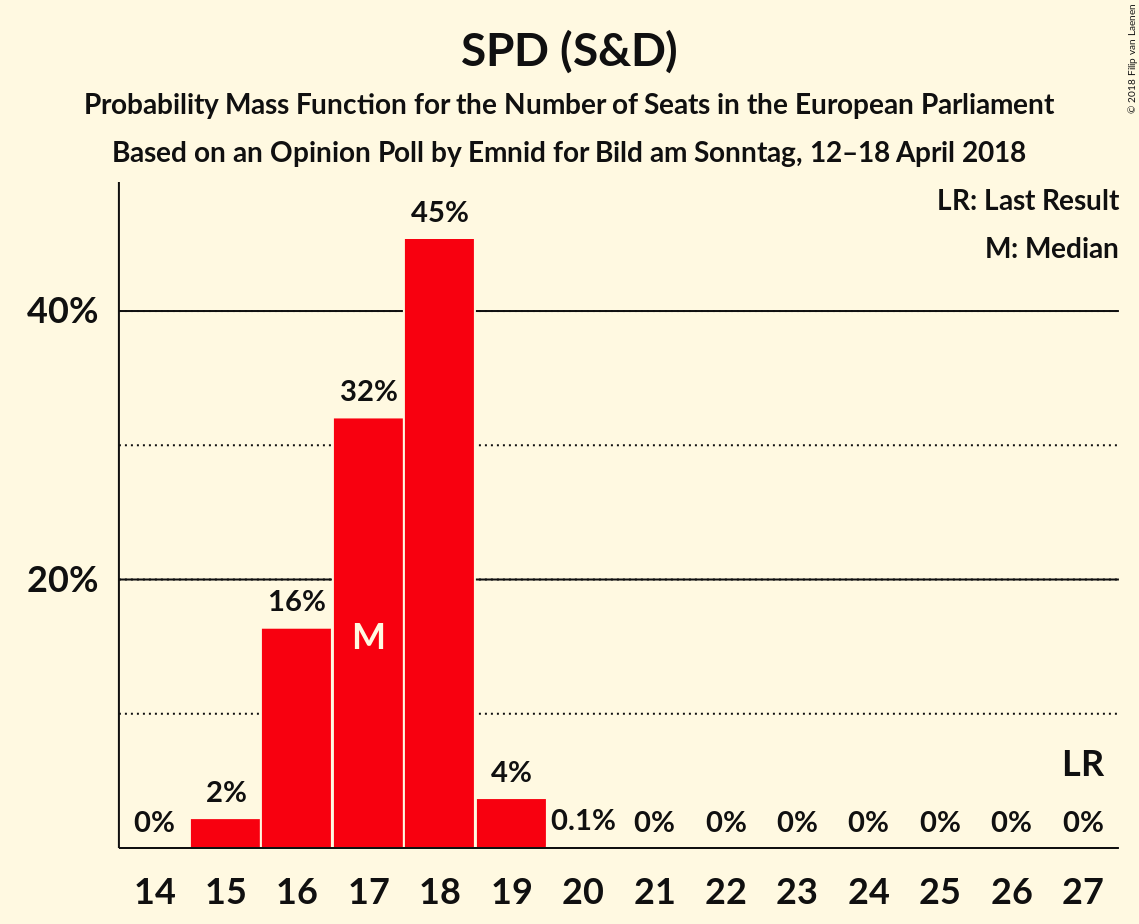 SPD (S&D)
Probability Mass Function for the Number of Seats in the European Parliament
Based on an Opinion Poll by Emnid for Bild am Sonntag, 12–18 April 2018
© 2018 Filip van Laenen
LR: Last Result
M: Median
40%
20%
0%
2%
16%
32%
45%
4%
0.1%
0%
0%
0%
0%
0%
0%
0%
M
LR
14 15 16 17 18 19 20 21 22 23 24 25 26 27